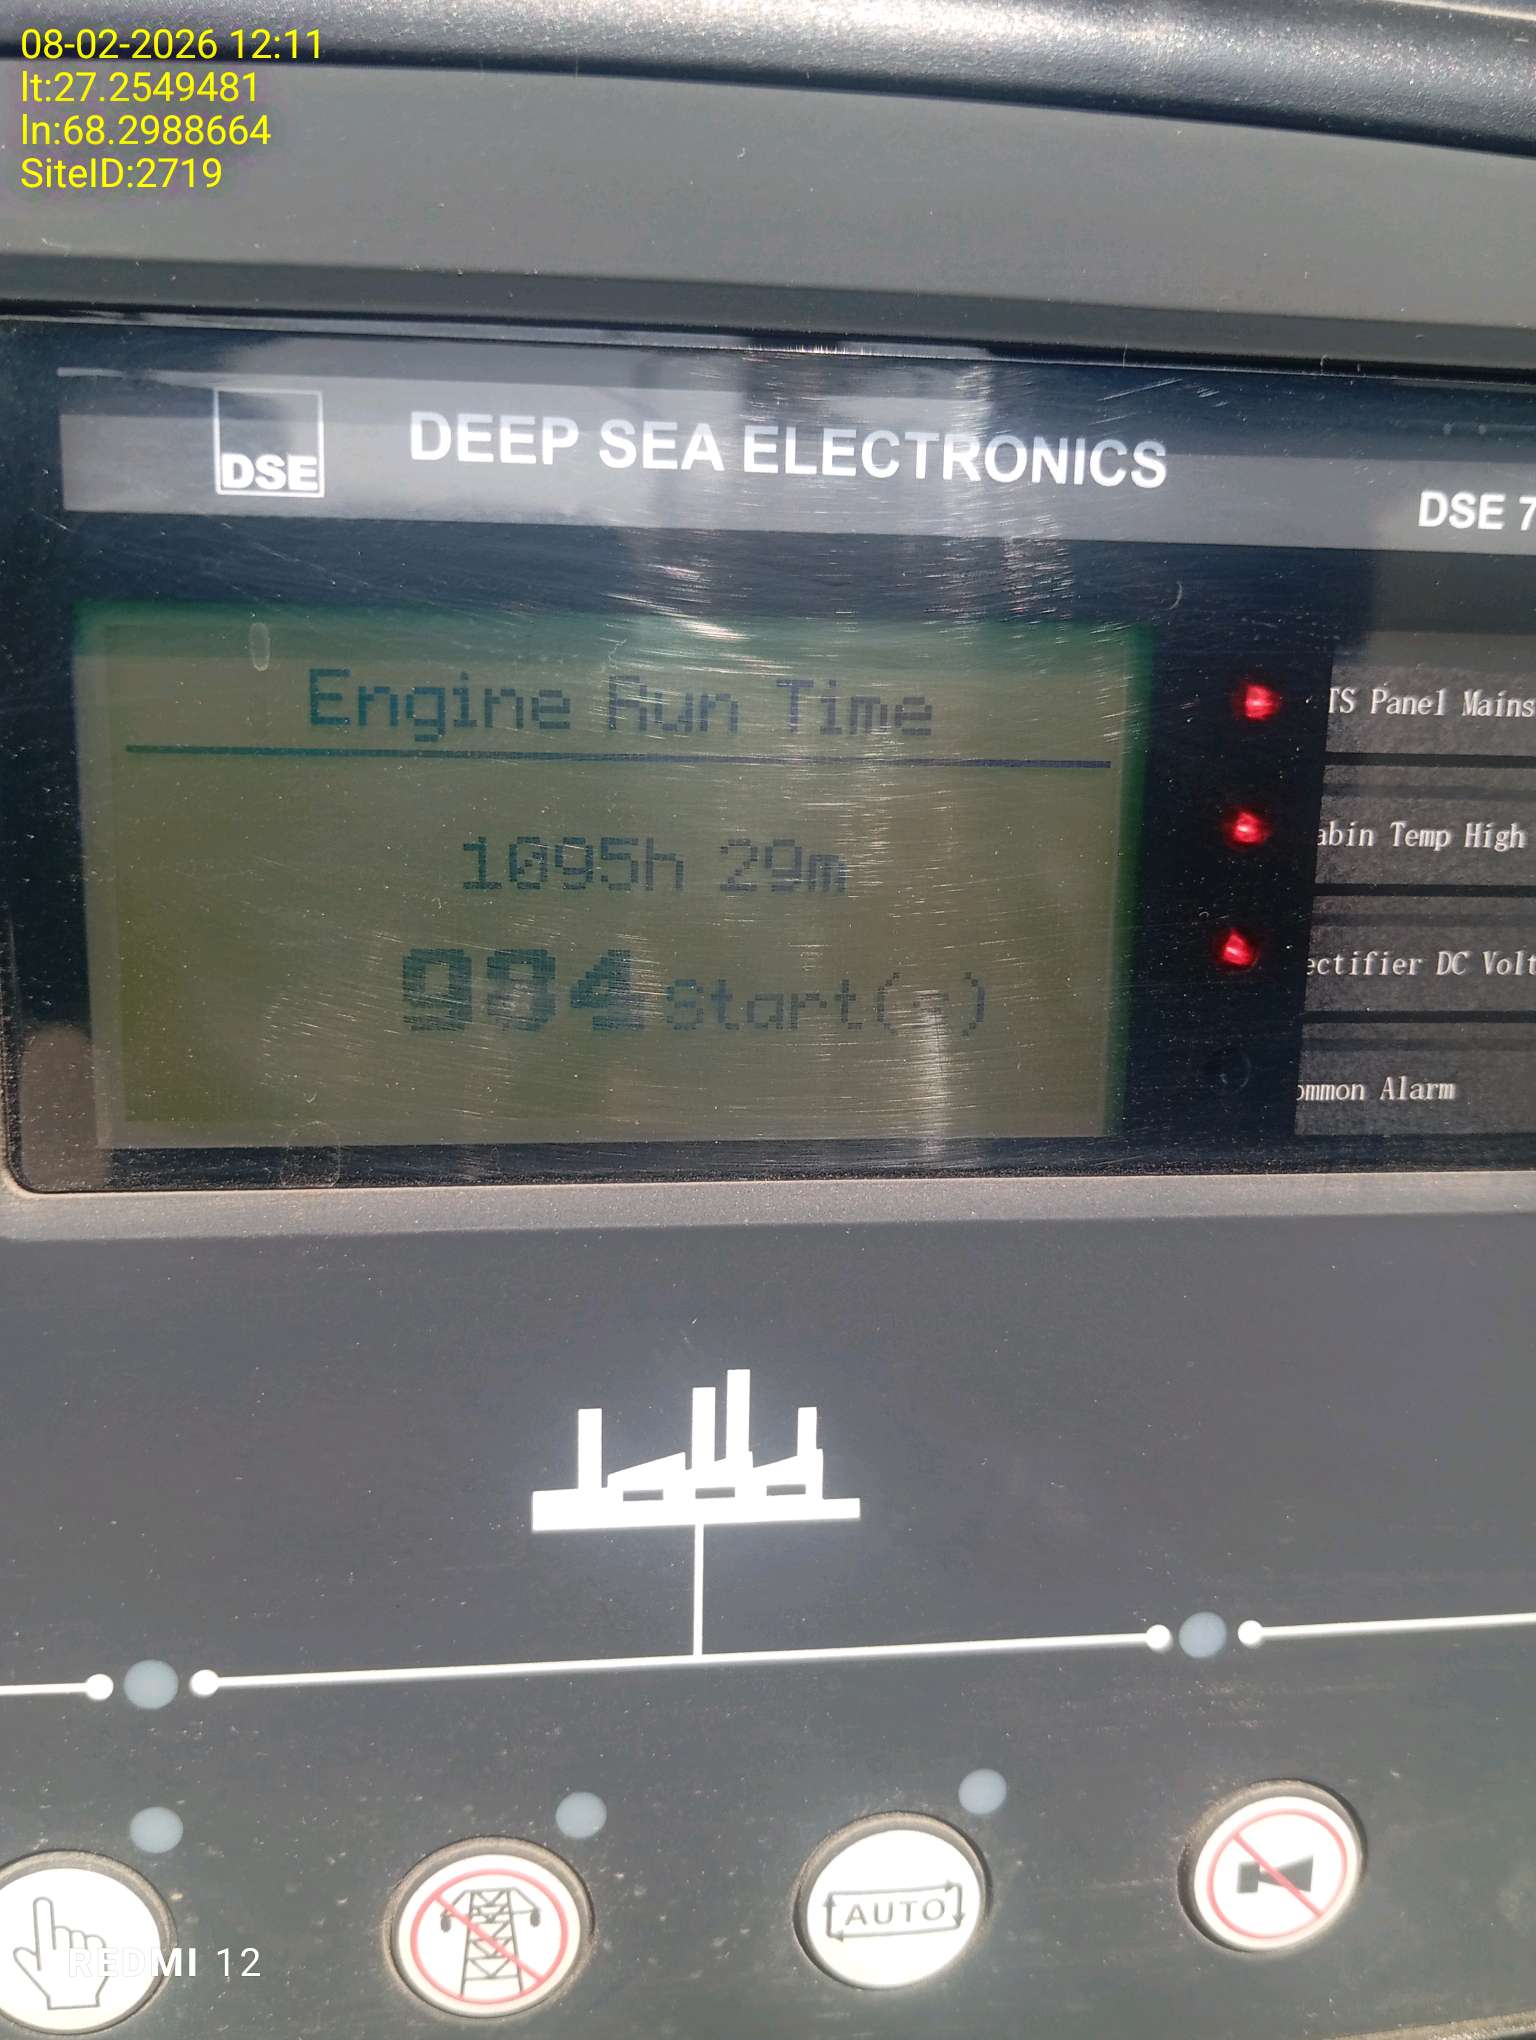 08-02-2026 12:11
lt:27.2549481
ln:68.2988664
SiteID:2719
DSE
DEEP SEA ELECTRONICS
DSE 7
Engine Run Time
1095h 29m
984 Start(s)
TS Panel Mains
abin Temp High
ectifier DC Volt
ommon Alarm
AUTO
REDMI 12